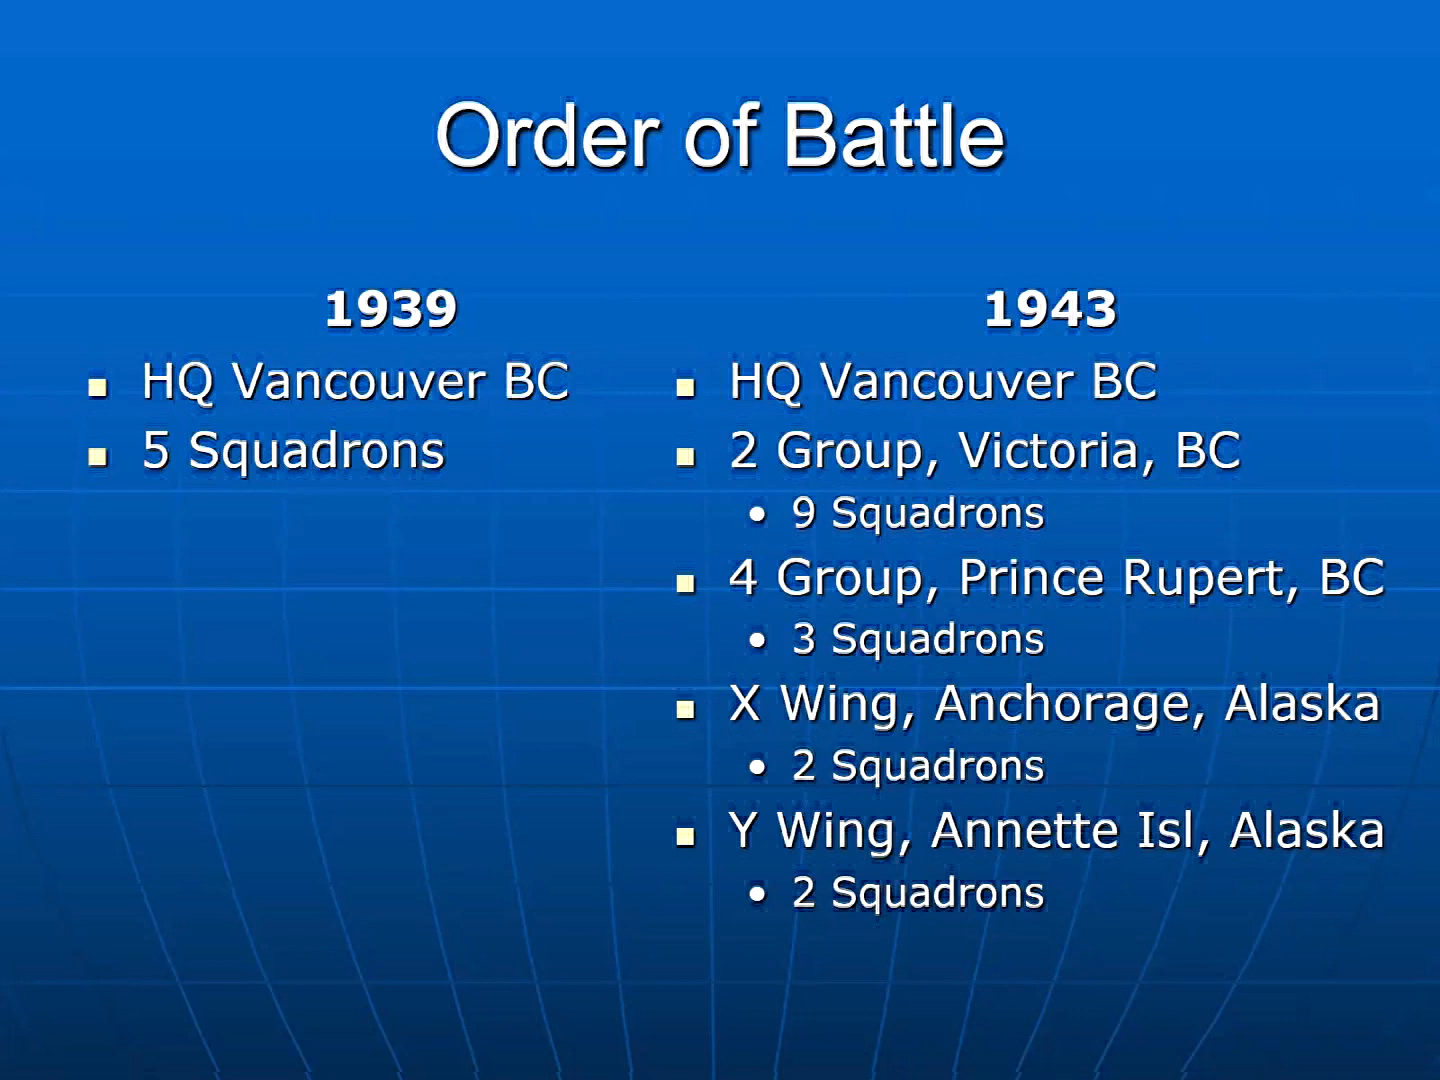 Order of Battle
1939
HQ Vancouver BC
5 Squadrons
1943
HQ Vancouver BC
2 Group, Victoria, BC
9 Squadrons
4 Group, Prince Rupert, BC
3 Squadrons
X Wing, Anchorage, Alaska
2 Squadrons
Y Wing, Annette Isl, Alaska
2 Squadrons